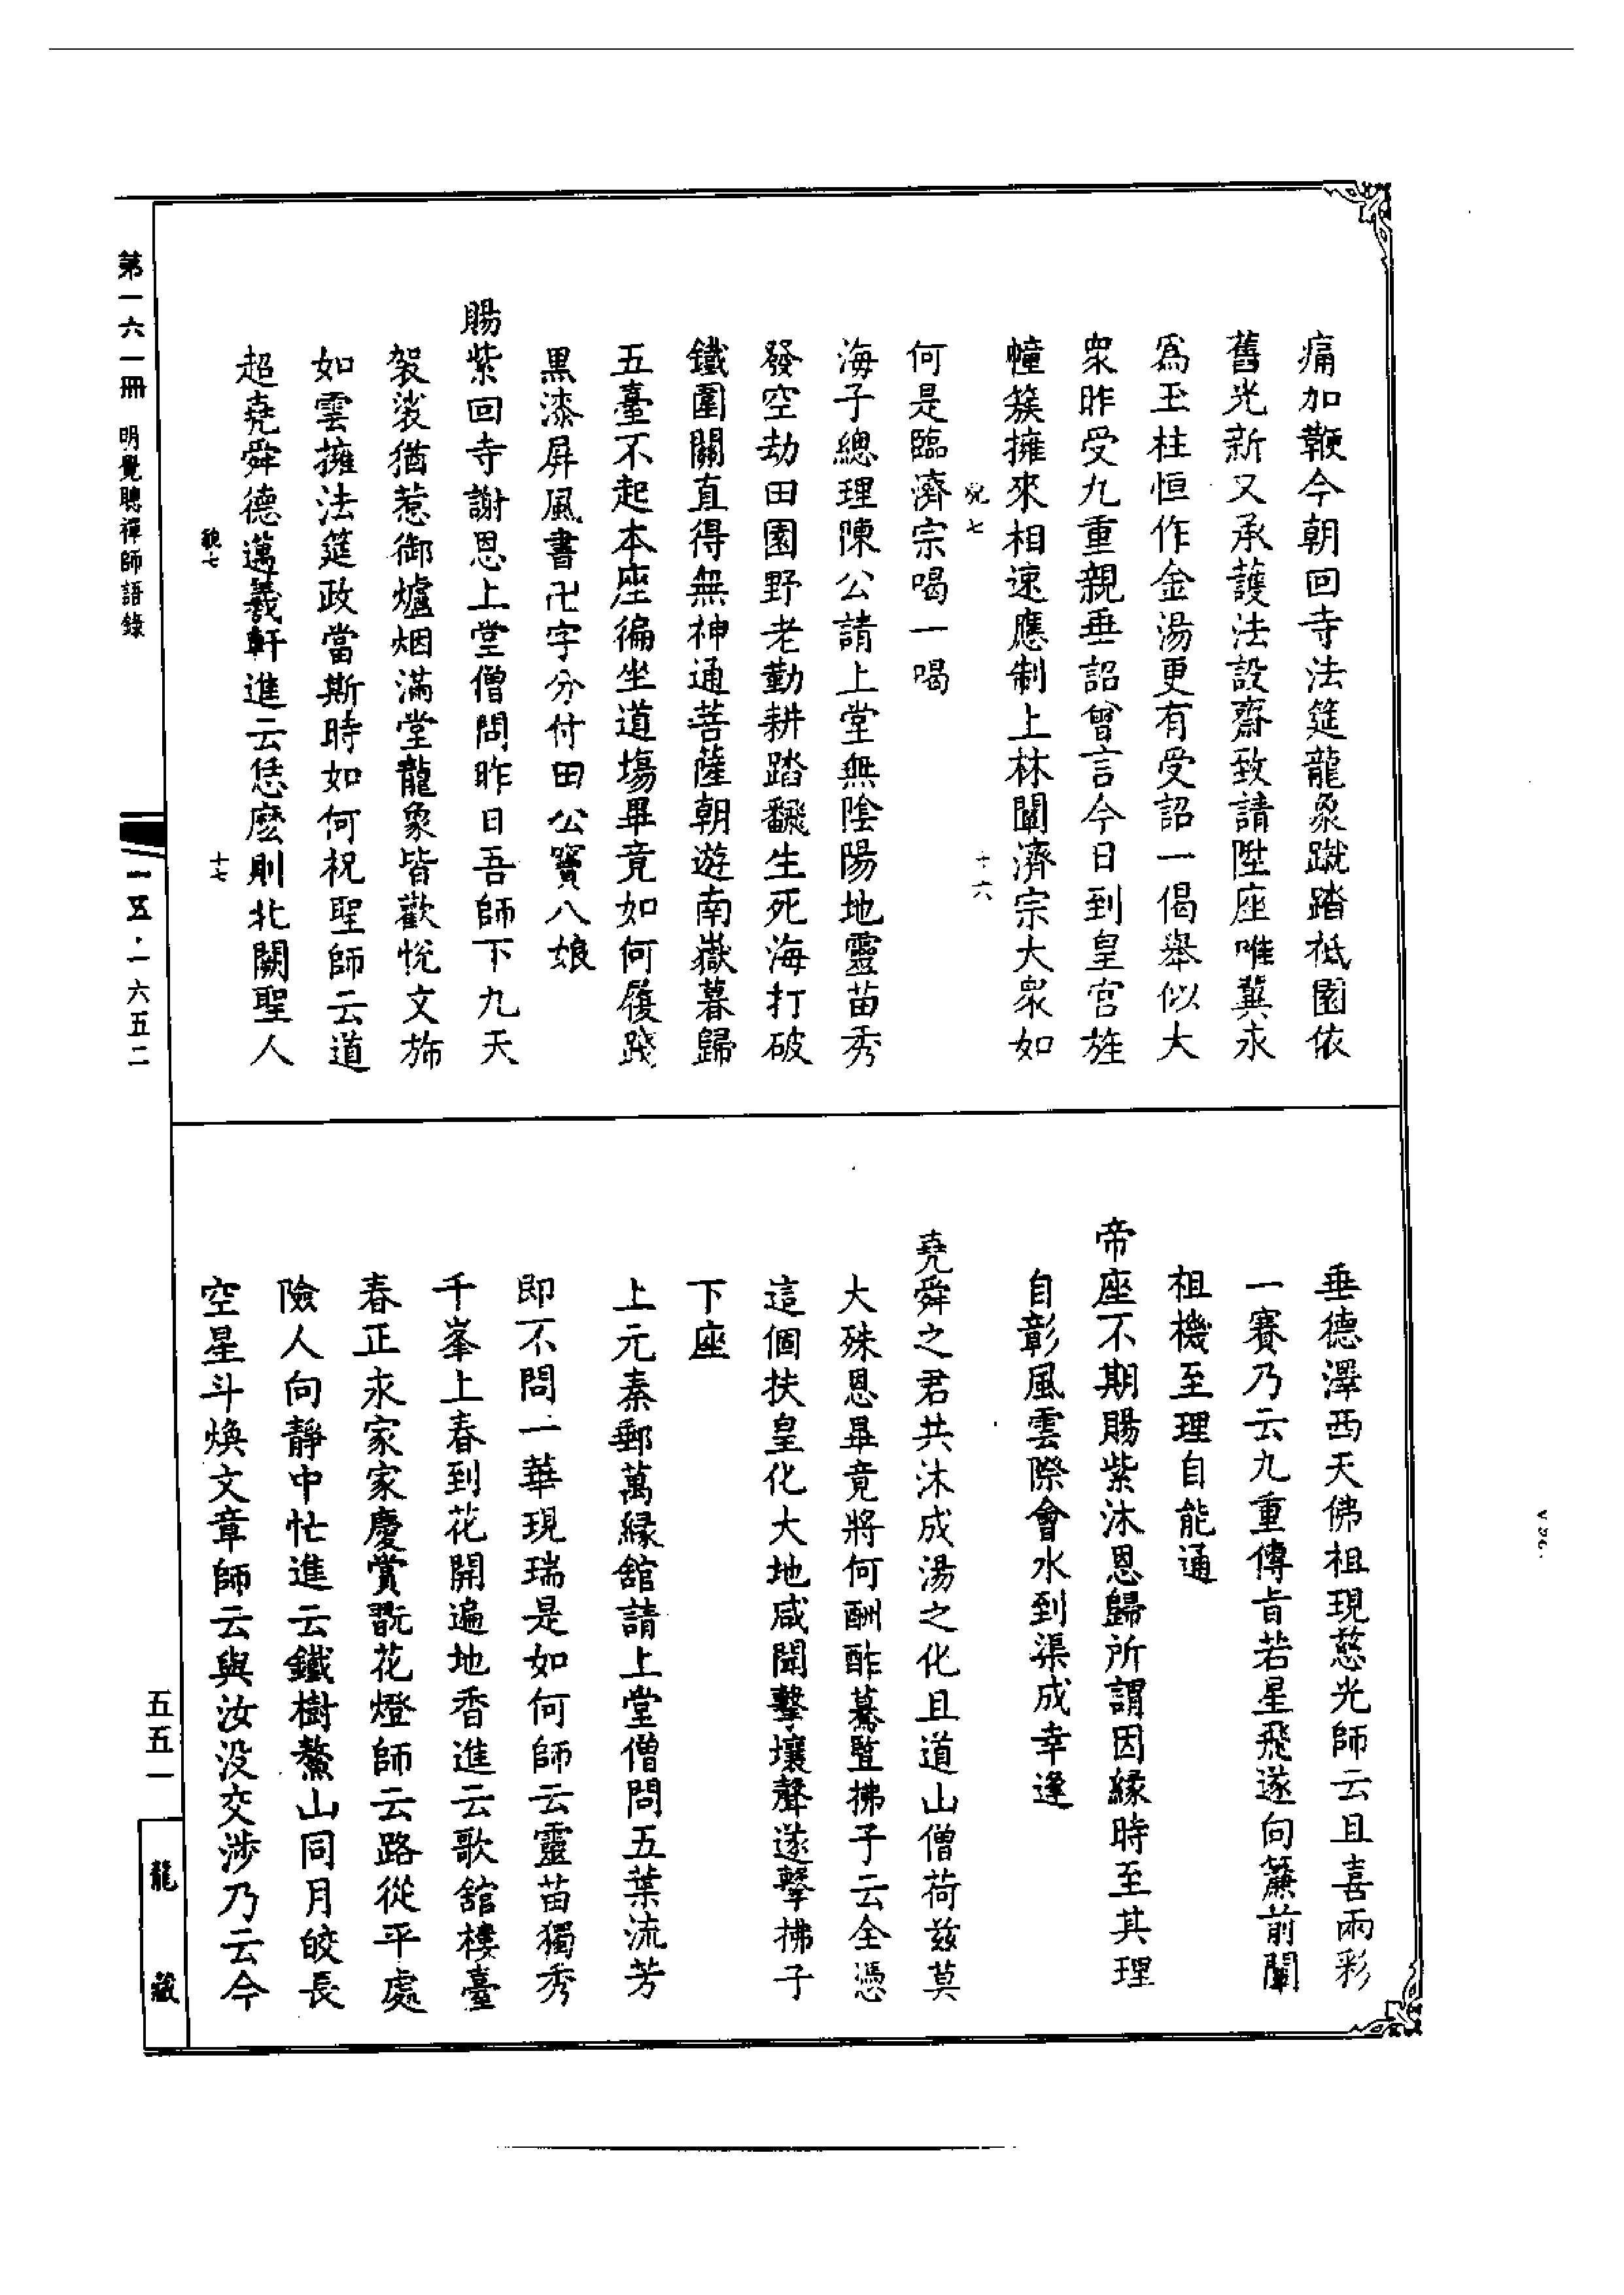 痛加鞭今朝回寺法筵龍象蹴踏祗園依
舊光新又承護法設齋致請陞座唯冀永
為玉柱恒作金湯更有受詔一偈舉似大
眾昨受九重親垂詔曾言今日到皇宮旌
幢簇擁來相速應制上林闡濟宗大眾如
七
十六
何是臨濟宗喝一喝
海子總理陳公請上堂無陰陽地靈苗秀
發空劫田園野老勤耕踏翻生死海打破
鐵圍關直得無神通菩薩朝遊南嶽暮歸
五臺不起本座徧坐道場畢竟如何履踐
黑漆屏風書卍字分付田公竇八娘
賜紫回寺謝恩上堂僧問昨日吾師下九天
袈裟猶惹御爐烟滿堂龍象皆歡悅文旆
如雲擁法筵政當斯時如何祝聖師云道
超堯舜德邁羲軒進云恁麼則北闕聖人
貌七
十七
垂德澤西天佛祖現慈光師云且喜兩彩
一賽乃云九重傳旨若星飛遂向簾前闡
祖機至理自能通
帝座不期賜紫沐恩歸所謂因緣時至其理
自彰風雲際會水到渠成幸逢
堯舜之君共沐成湯之化且道山僧荷茲莫
大殊恩畢竟將何酬酢驀豎拂子云全憑
這個扶皇化大地咸聞擊壤聲遂擊拂子
下座
上元秦郵萬緣舘請上堂僧問五葉流芳
即不問一華現瑞是如何師云靈苗獨秀
千峯上春到花開遍地香進云歌舘樓臺
春正永家家慶賞翫花燈師云路從平處
險人向靜中忙進云鐵樹鰲山同月皎長
空星斗煥文章師云與汝没交涉乃云今
第一六一冊 明覺聰禪師語錄
一五·一六五二
五五一
龍藏